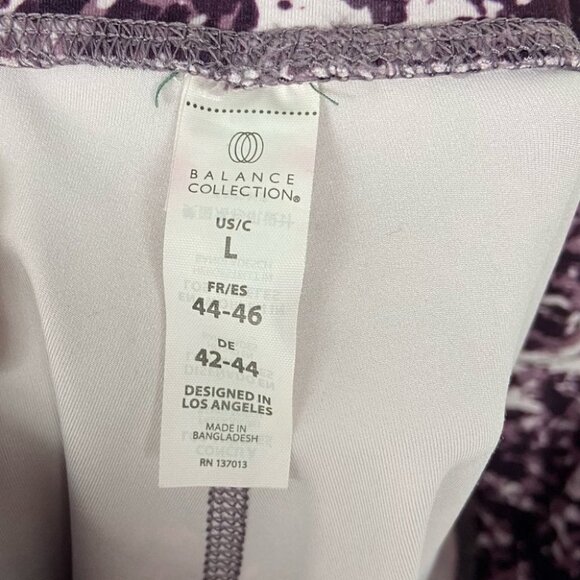 BALANCE
COLLECTION®
US/C
L
FR/ES
44-46
DE
42-44
DESIGNED IN
LOS ANGELES
MADE IN
BANGLADESH
RN 137013